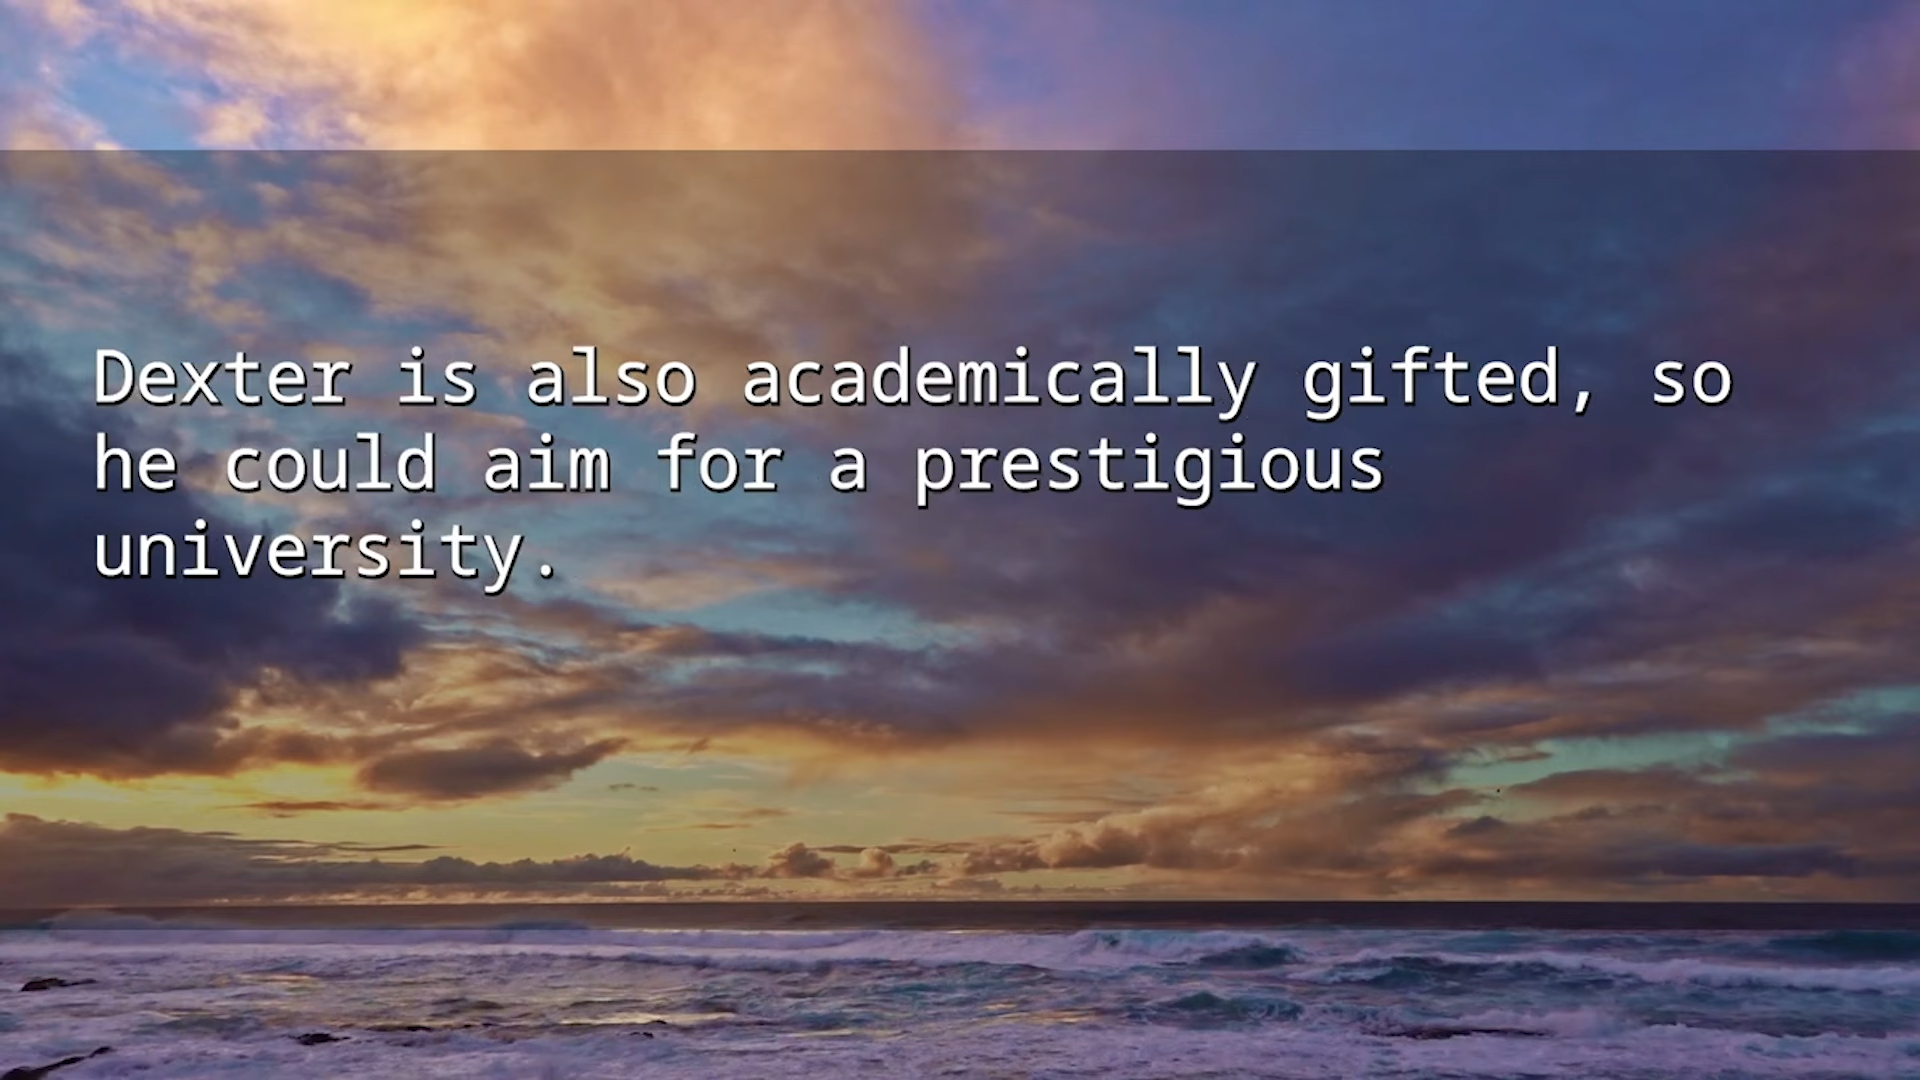 Dexter is also academically gifted, so
he could aim for a prestigious
university.